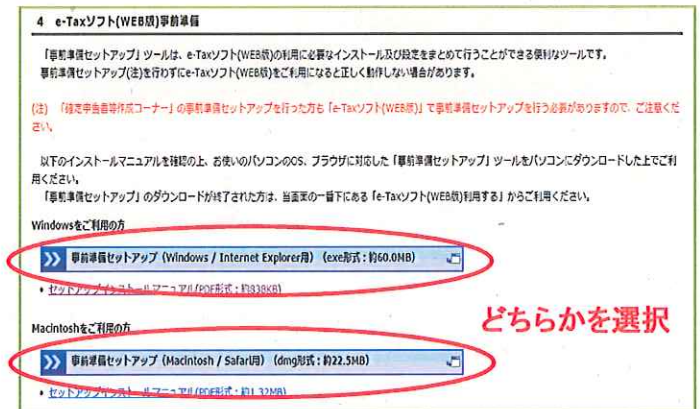 4 e-Taxソフト(WEB版)事前準備
「事前準備セットアップ」ツールは、e-Taxソフト(WEB版)の利用に必要なインストール及び設定をまとめて行うことができる便利なツールです。
事前準備セットアップ(注)を行わずにe-Taxソフト(WEB版)をご利用になると正しく動作しない場合があります。
(注) 「確定申告書等作成コーナー」の事前準備セットアップを行った方も「e-Taxソフト(WEB版)」で事前準備セットアップを行う必要がありますので、ご注意くだ
さい。
以下のインストールマニュアルを確認の上、お使いのパソコンのOS、ブラウザに対応した「事前準備セットアップ」ツールをパソコンにダウンロードした上でご利
用ください。
「事前準備セットアップ」のダウンロードが終了された方は、当画面の一番下にある「e-Taxソフト(WEB版)利用する」からご利用ください。
Windowsをご利用の方
事前準備セットアップ (Windows / Internet Explorer用) (exe形式:約60.0MB)
・セットアップインストールマニュアル(PDF形式:約838KB)
どちらかを選択
Macintoshをご利用の方
事前準備セットアップ (Macintosh / Safari用) (dmg形式:約22.5MB)
・セットアップインストールマニュアル(PDF形式:約1.32MB)